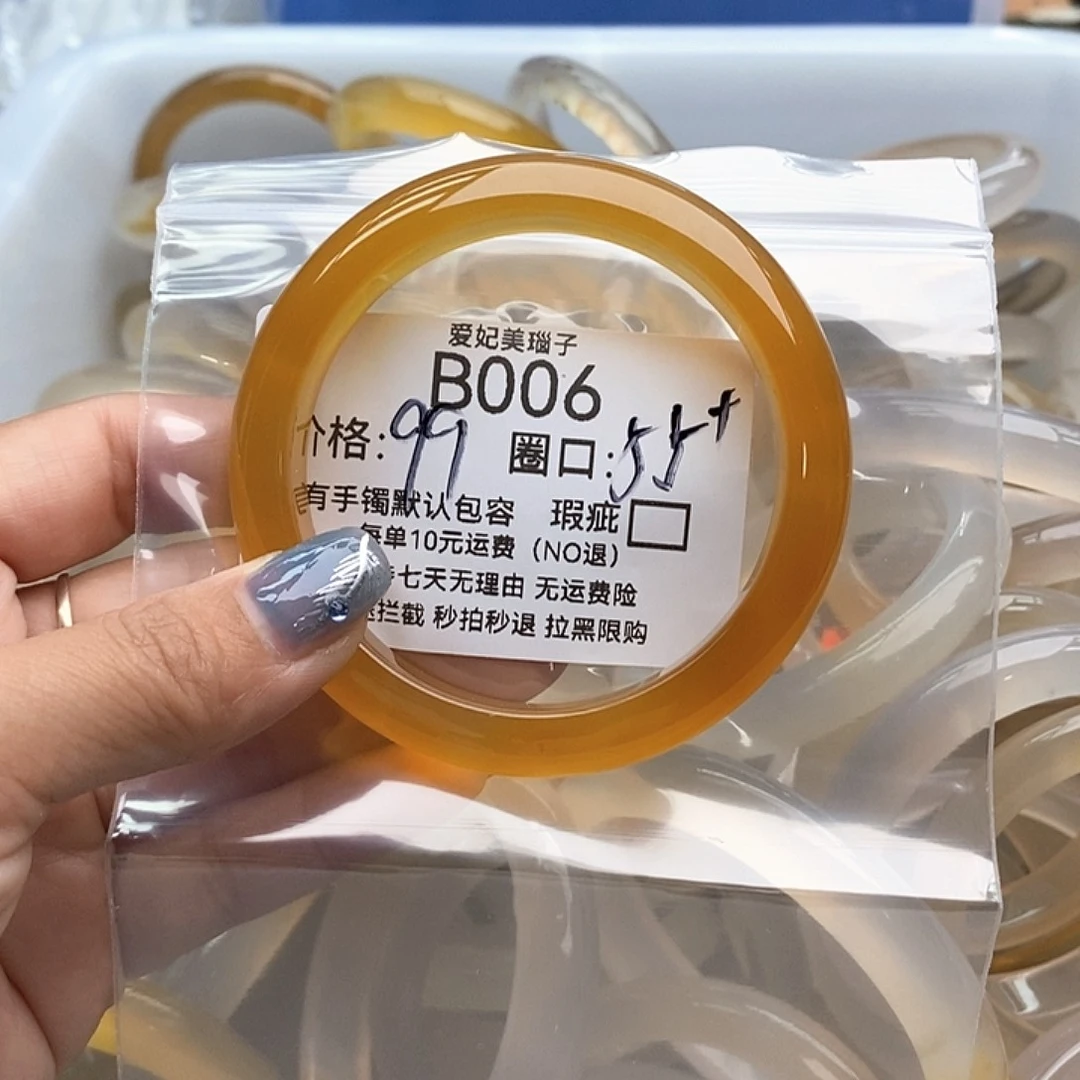 爱妃美瑙子
B006
价格:99 圈口:55+
有手镯默认包容 瑕疵
每单10元运费（NO退）
七天无理由 无运费险
拦截 秒拍秒退 拉黑限购